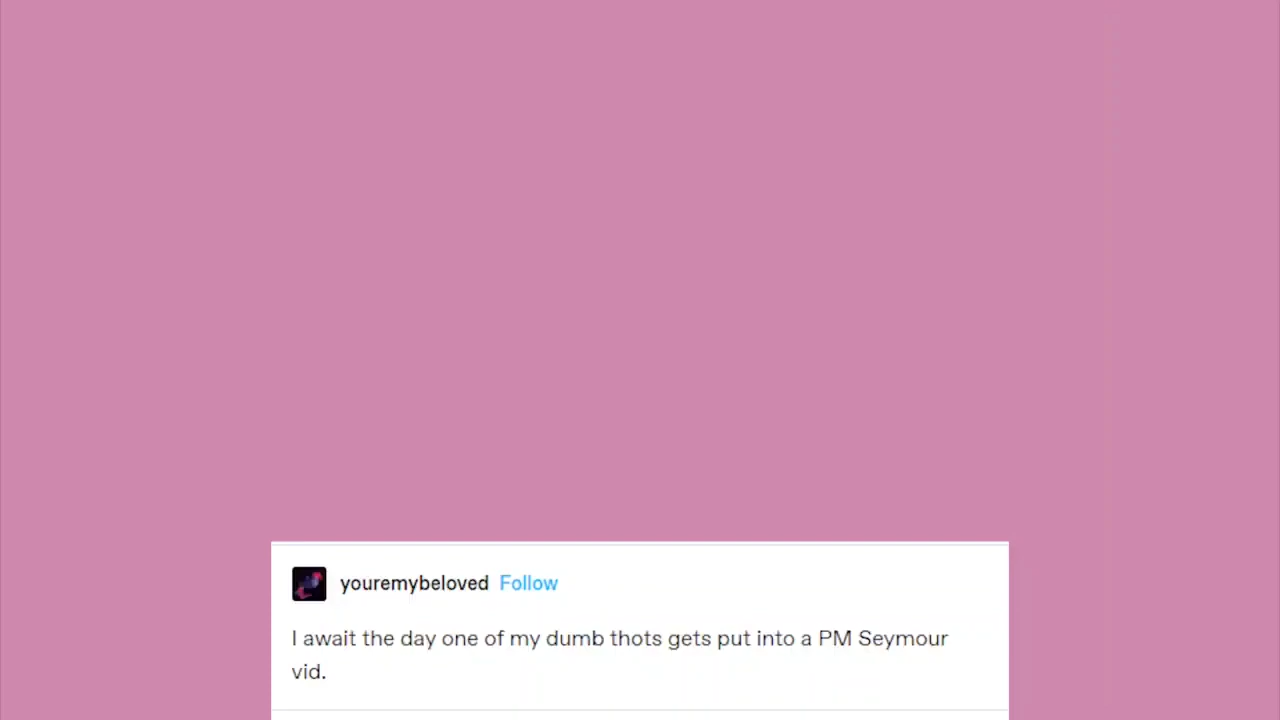 youremybeloved Follow
I await the day one of my dumb thots gets put into a PM Seymour
vid.